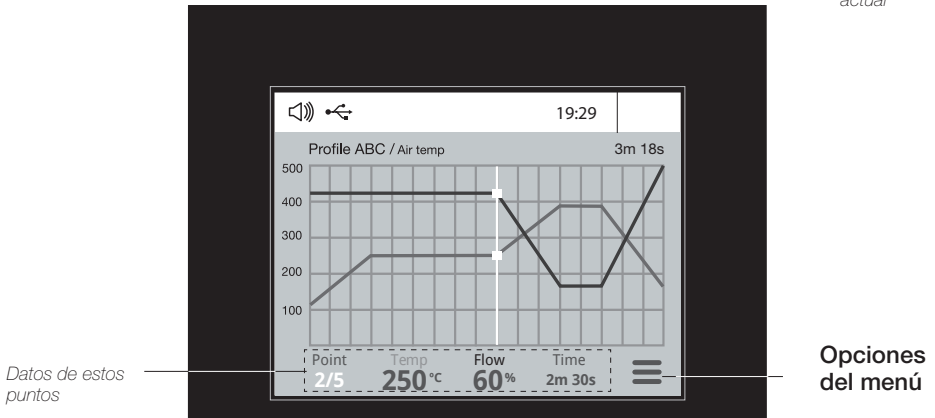 actual
19:29
Profile ABC / Air temp 3m 18s
500
400
300
200
100
Point Temp Flow Time
2/5 250 °C 60 % 2m 30s
Datos de estos
puntos
Opciones
del menú